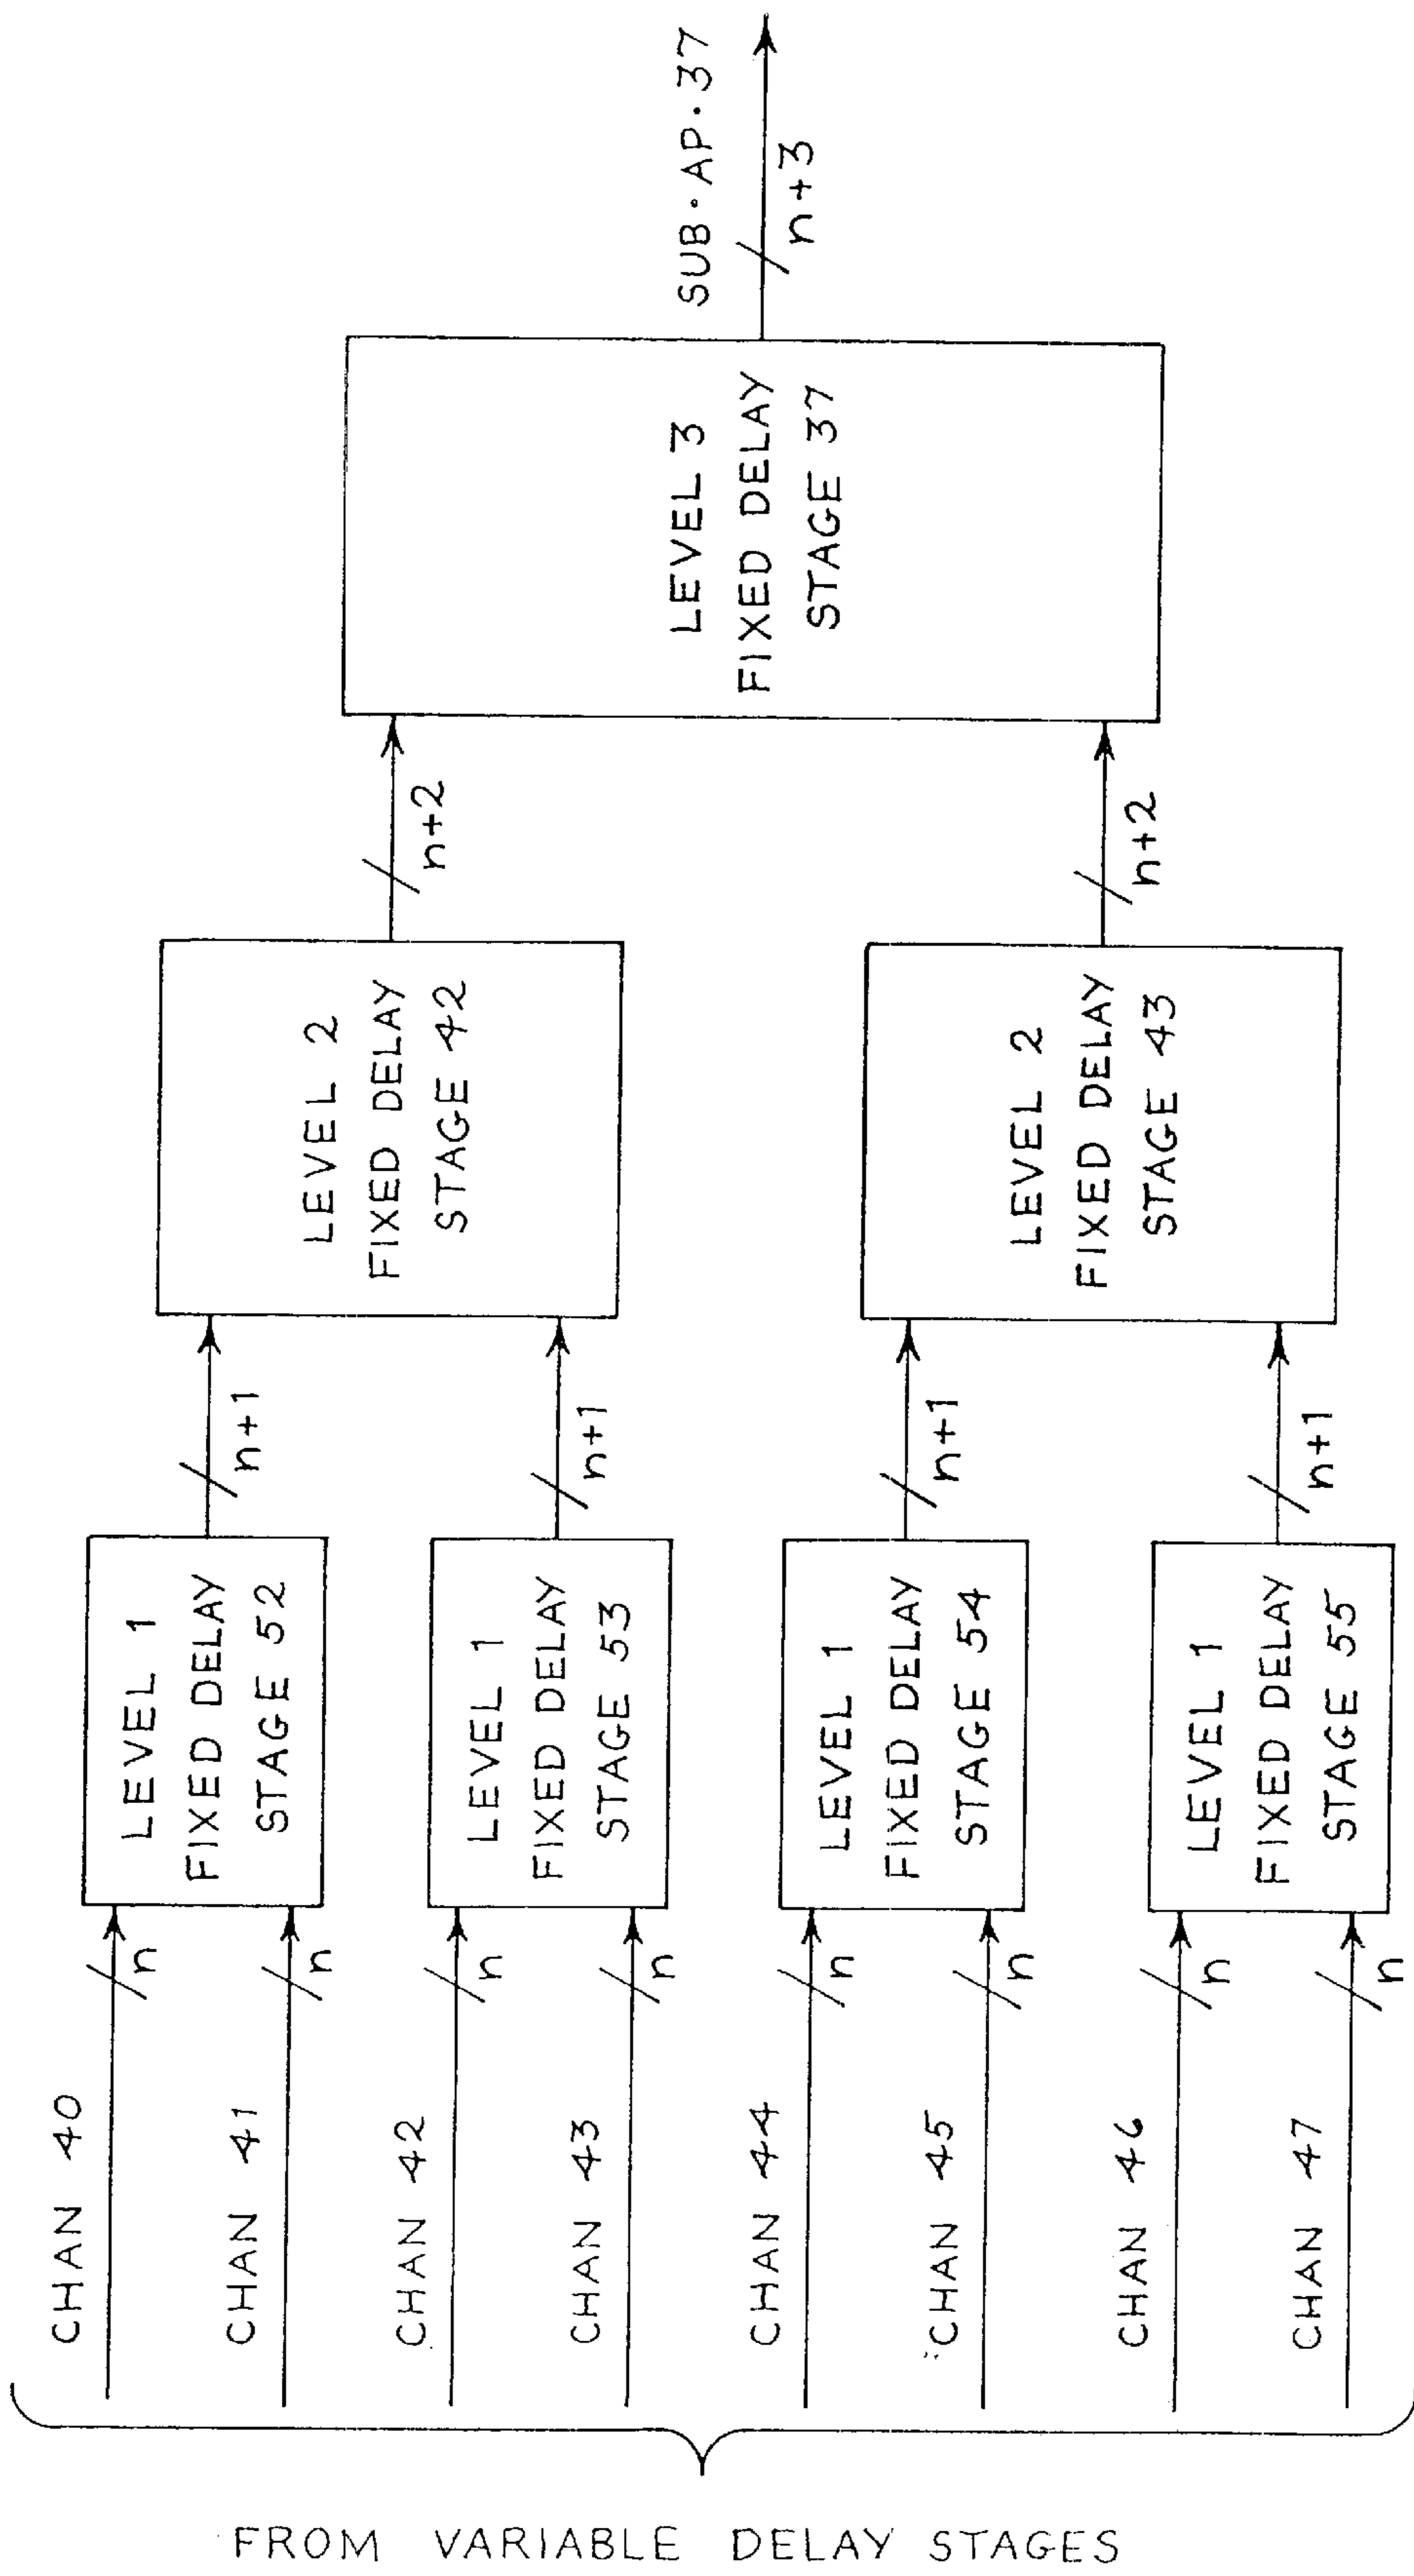 FROM VARIABLE DELAY STAGES
CHAN 40
n
CHAN 41
n
CHAN 42
n
CHAN 43
n
CHAN 44
n
CHAN 45
n
CHAN 46
n
CHAN 47
n
LEVEL 1
FIXED DELAY
STAGE 52
n+1
LEVEL 1
FIXED DELAY
STAGE 53
n+1
LEVEL 1
FIXED DELAY
STAGE 54
n+1
LEVEL 1
FIXED DELAY
STAGE 55
n+1
LEVEL 2
FIXED DELAY
STAGE 42
n+2
LEVEL 2
FIXED DELAY
STAGE 43
n+2
LEVEL 3
FIXED DELAY
STAGE 37
SUB·AP·37
n+3